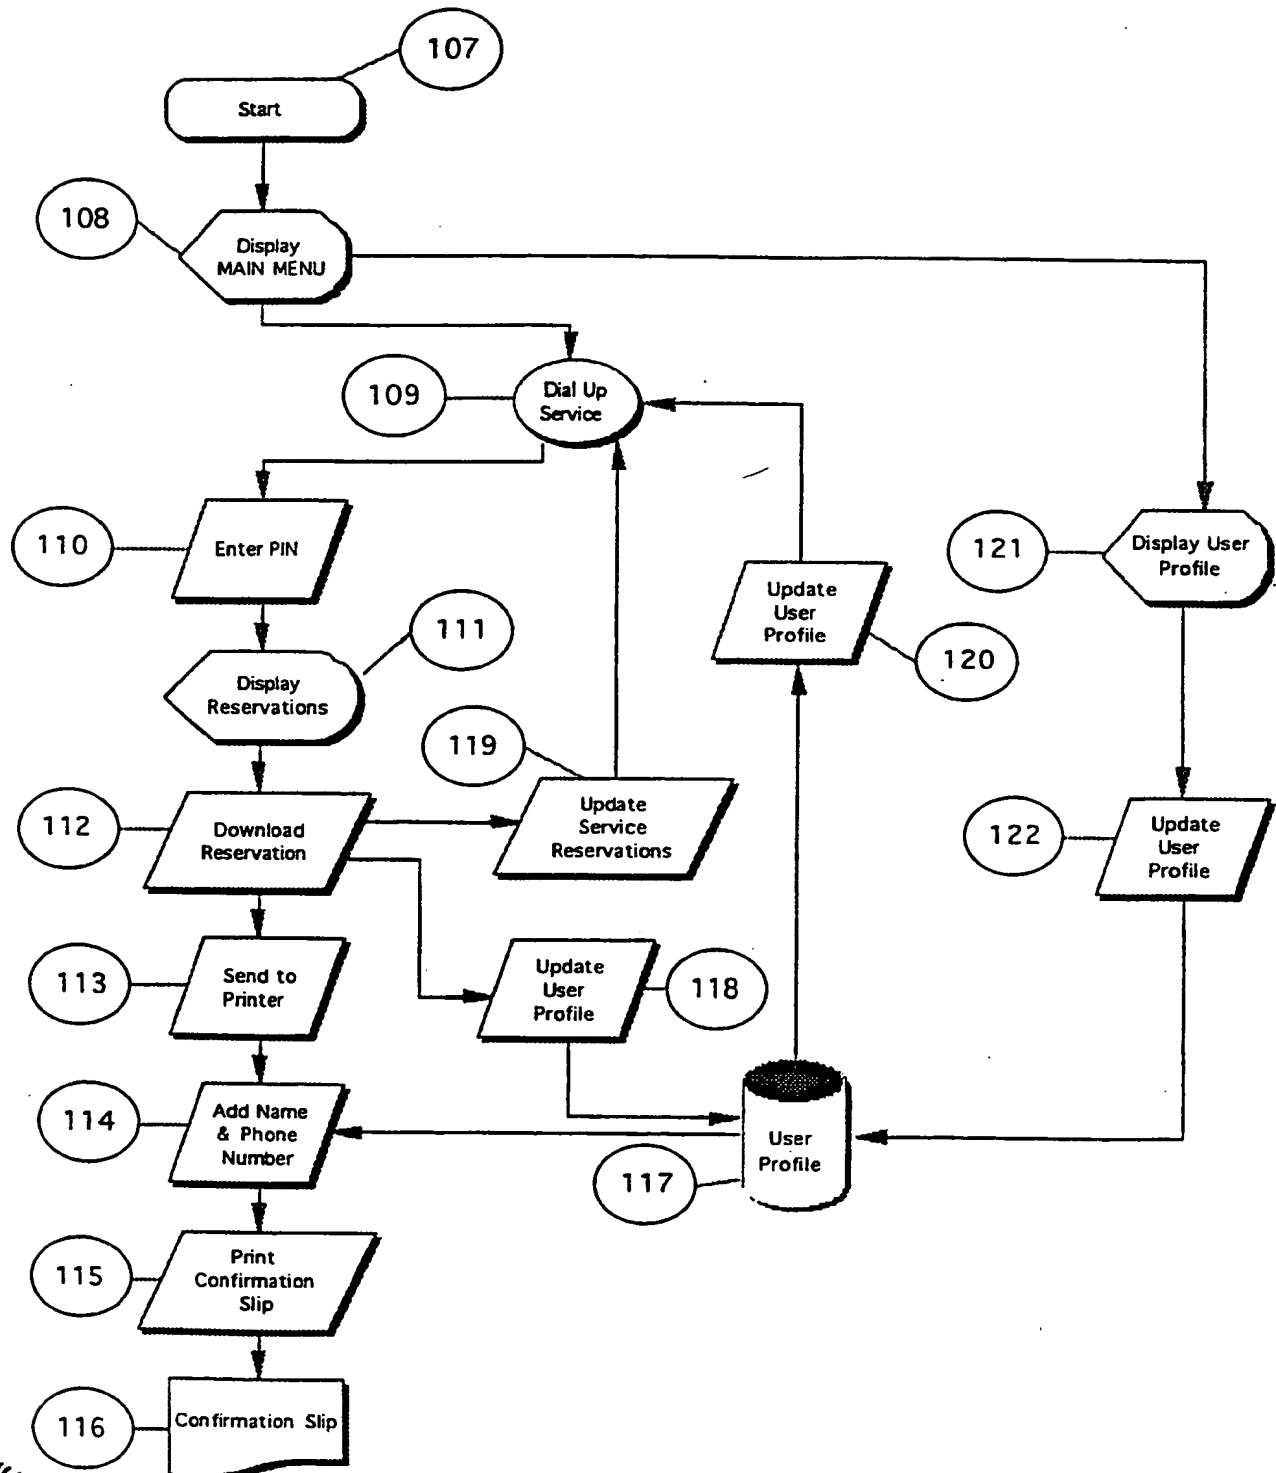 107
Start
108
Display
MAIN MENU
109
Dial Up
Service
110
Enter PIN
121
Display User
Profile
Update
User
Profile
120
111
Display
Reservations
119
Update
Service
Reservations
112
Download
Reservation
122
Update
User
Profile
113
Send to
Printer
Update
User
Profile
118
114
Add Name
& Phone
Number
User
Profile
117
115
Print
Confirmation
Slip
116
Confirmation Slip